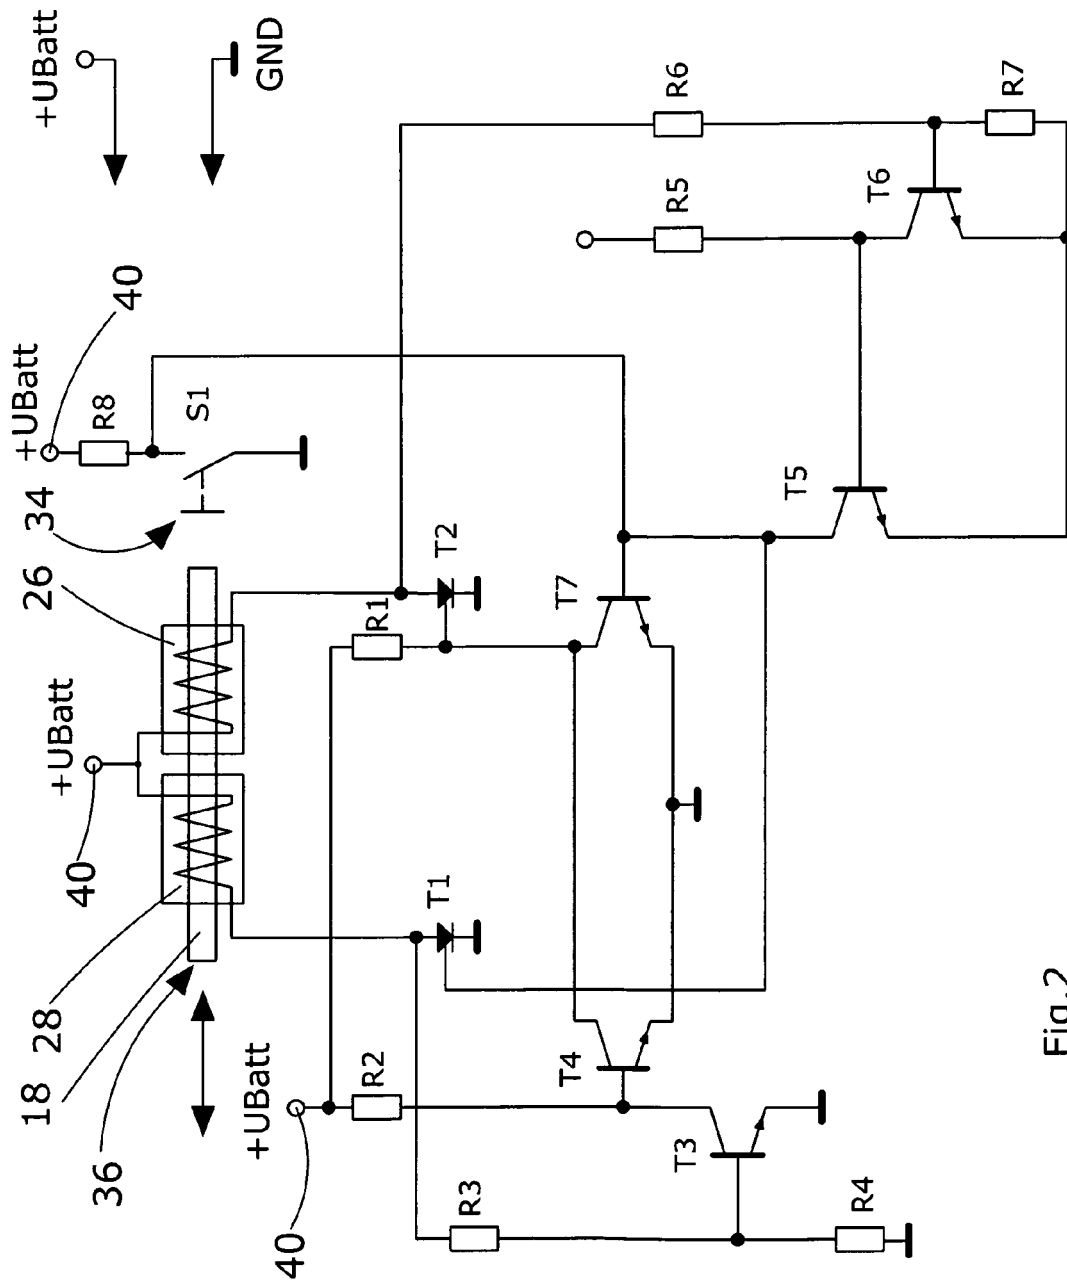 +UBatt
GND
+UBatt
40
R8
S1
34
26
+UBatt
40
28
18
36
+UBatt
40
R1
T2
R2
T1
R3
R4
T3
T4
T7
T5
T6
R5
R6
R7
Fig.2